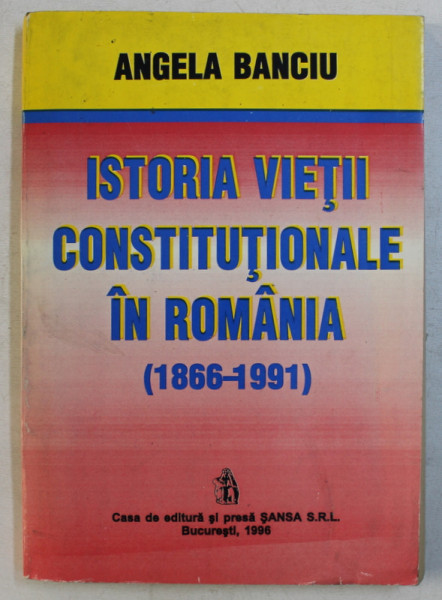 ANGELA BANCIU
ISTORIA VIEŢII
CONSTITUŢIONALE
ÎN ROMÂNIA
(1866-1991)
Casa de editură şi presă ŞANSA S.R.L.
Bucureşti, 1996